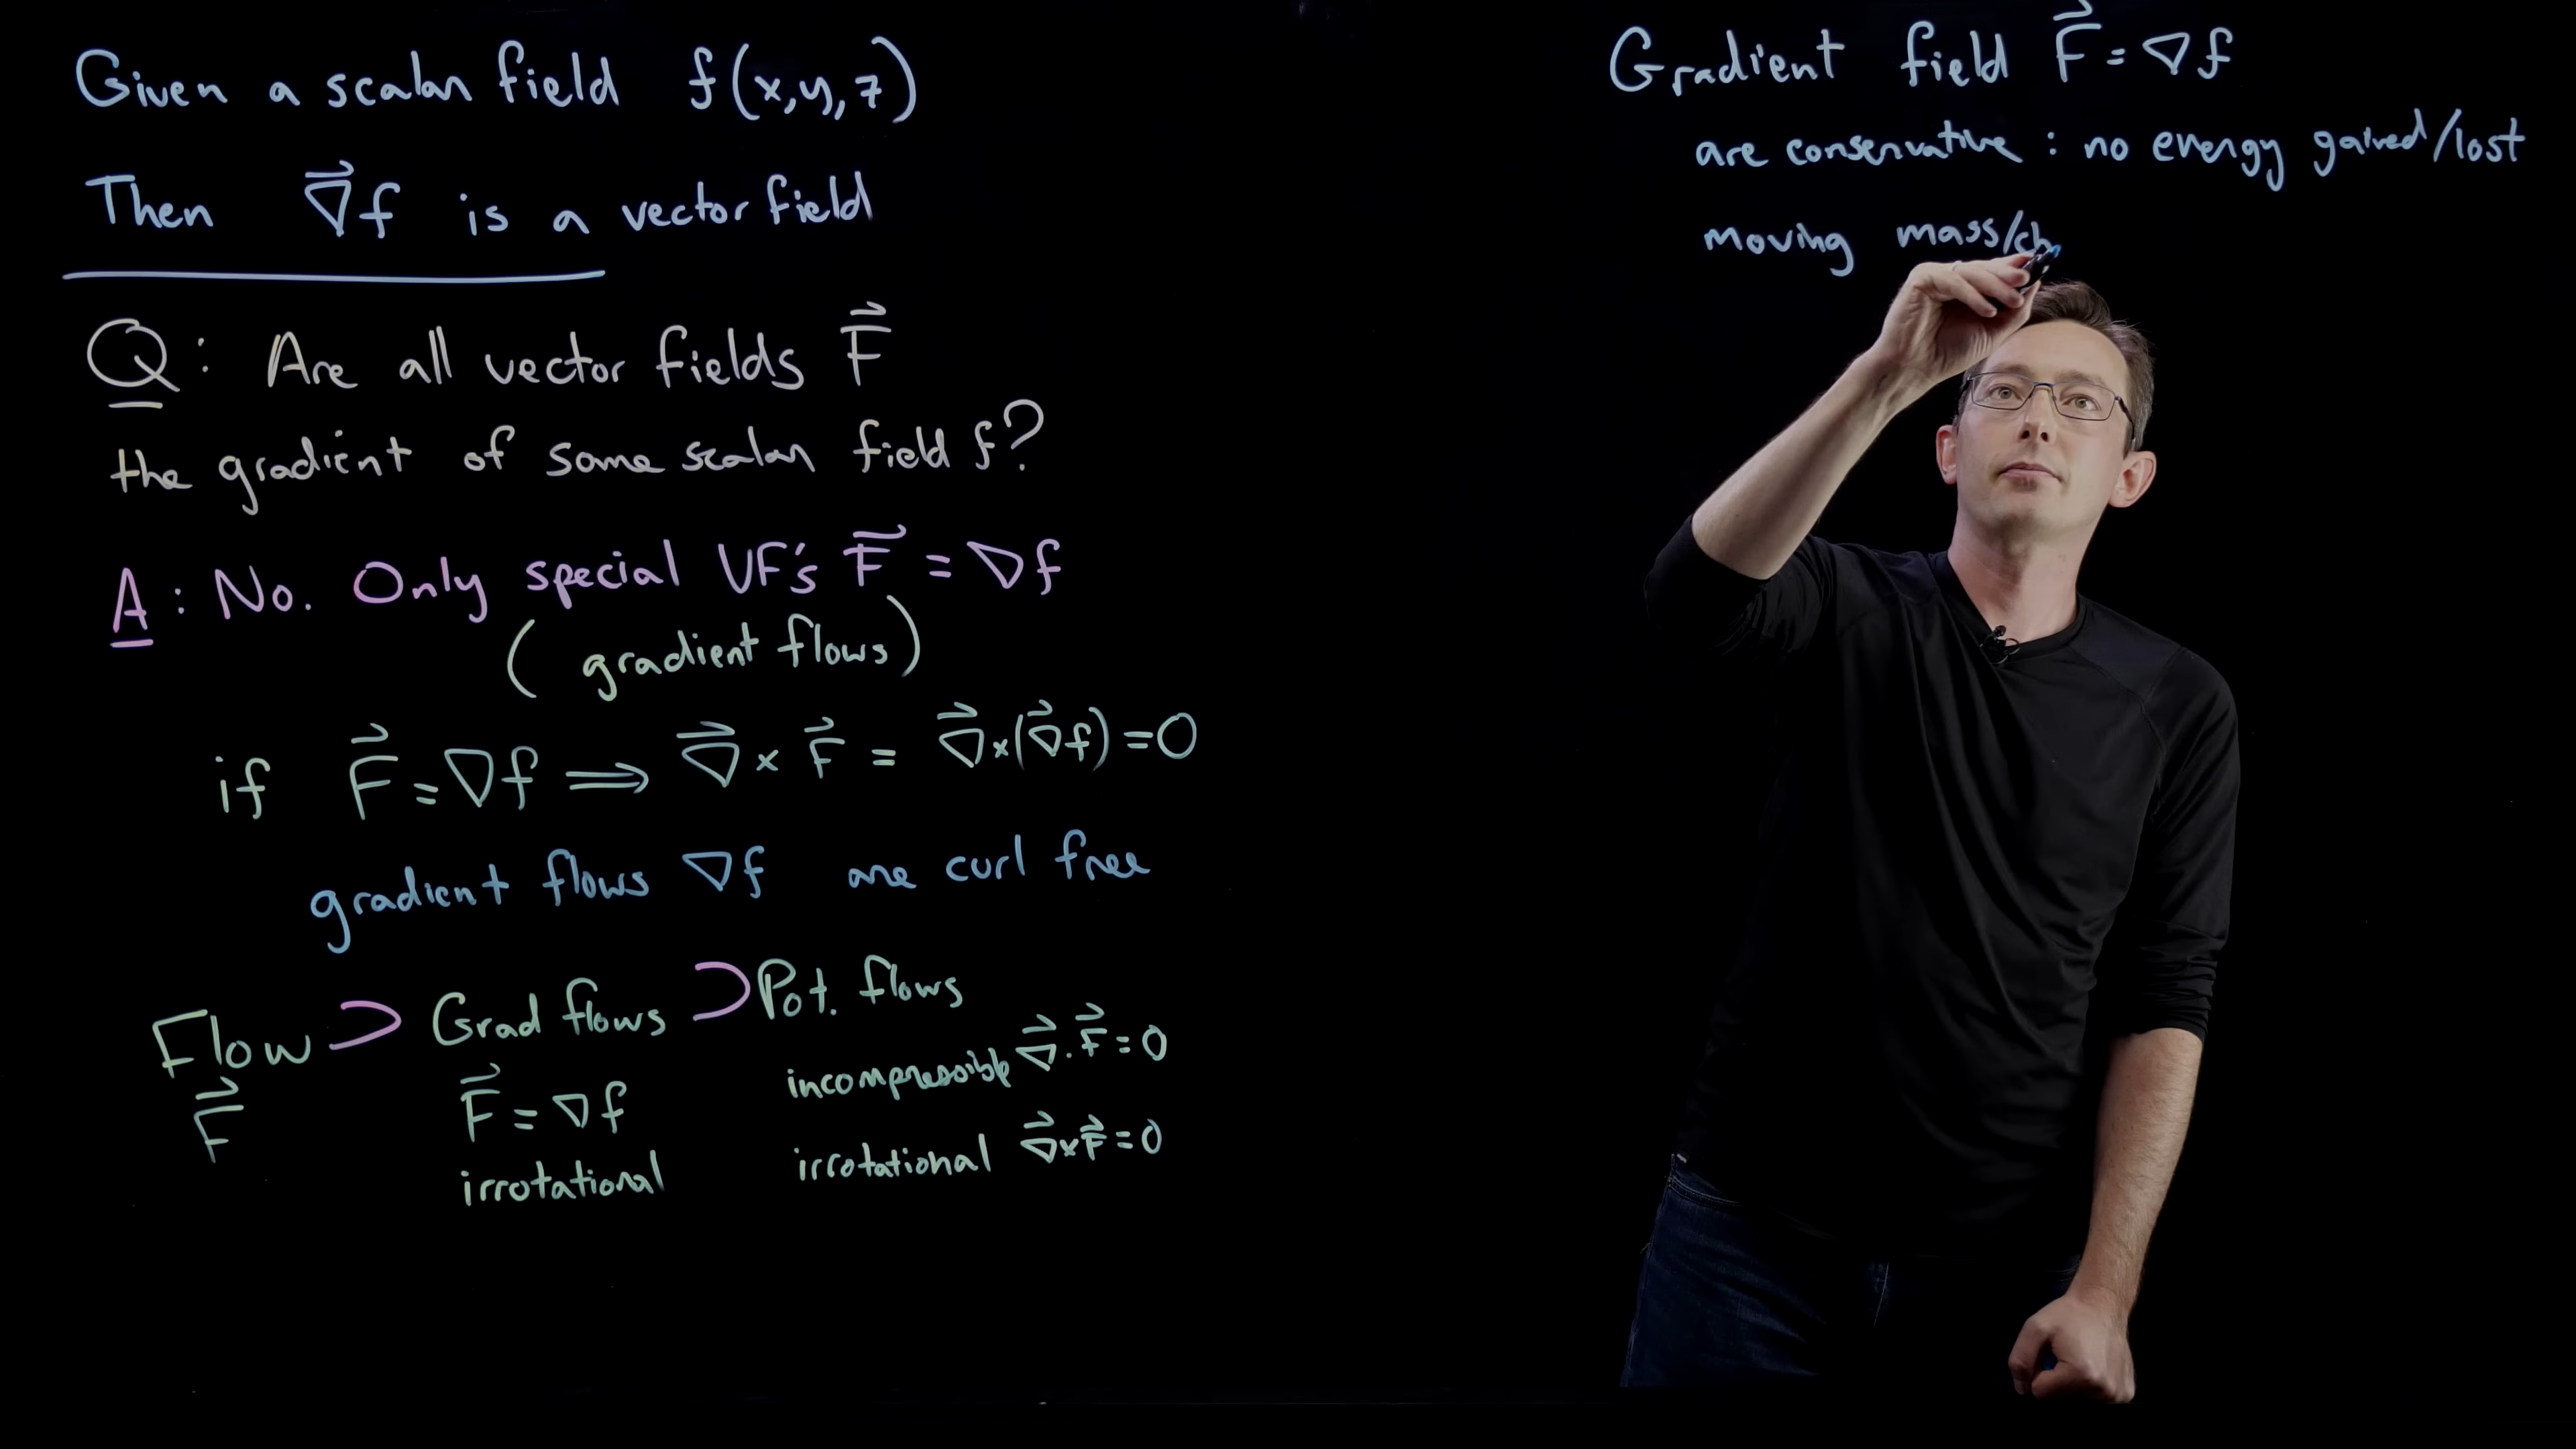 Given a scalar field f(x,y,z)
Then ∇⃗f is a vector field
Q: Are all vector fields F⃗
the gradient of some scalar field f?
A: No. Only special VF's F⃗ = ∇f
(gradient flows)
if F⃗ = ∇f ⟹ ∇⃗ × F⃗ = ∇⃗×(∇⃗f) = 0
gradient flows ∇f are curl free
Flow ⊃ Grad flows ⊃ Pot. flows
F⃗
F⃗ = ∇f
irrotational
incompressible ∇⃗·F⃗ = 0
irrotational ∇⃗×F⃗ = 0
Gradient field F⃗ = ∇f
are conservative : no energy gained/lost
moving mass/ch